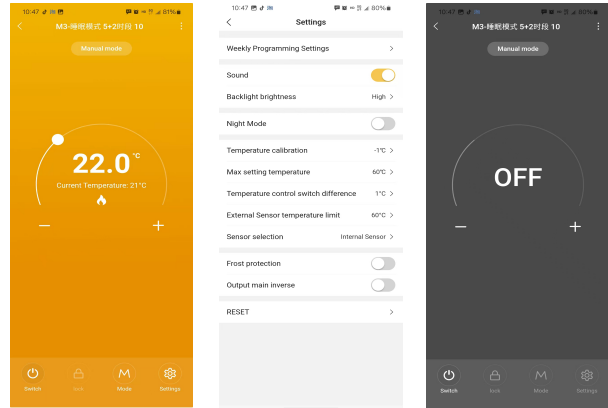 10:47
81%
M3-睡眠模式 5+2时段 10
Manual mode
22.0 °C
Current Temperature: 21°C
Switch
lock
Mode
Settings
10:47
80%
Settings
Weekly Programming Settings
Sound
Backlight brightness High
Night Mode
Temperature calibration -1°C
Max setting temperature 60°C
Temperature control switch difference 1°C
External Sensor temperature limit 60°C
Sensor selection Internal Sensor
Frost protection
Output main inverse
RESET
10:47
80%
M3-睡眠模式 5+2时段 10
Manual mode
OFF
Switch
lock
Mode
Settings